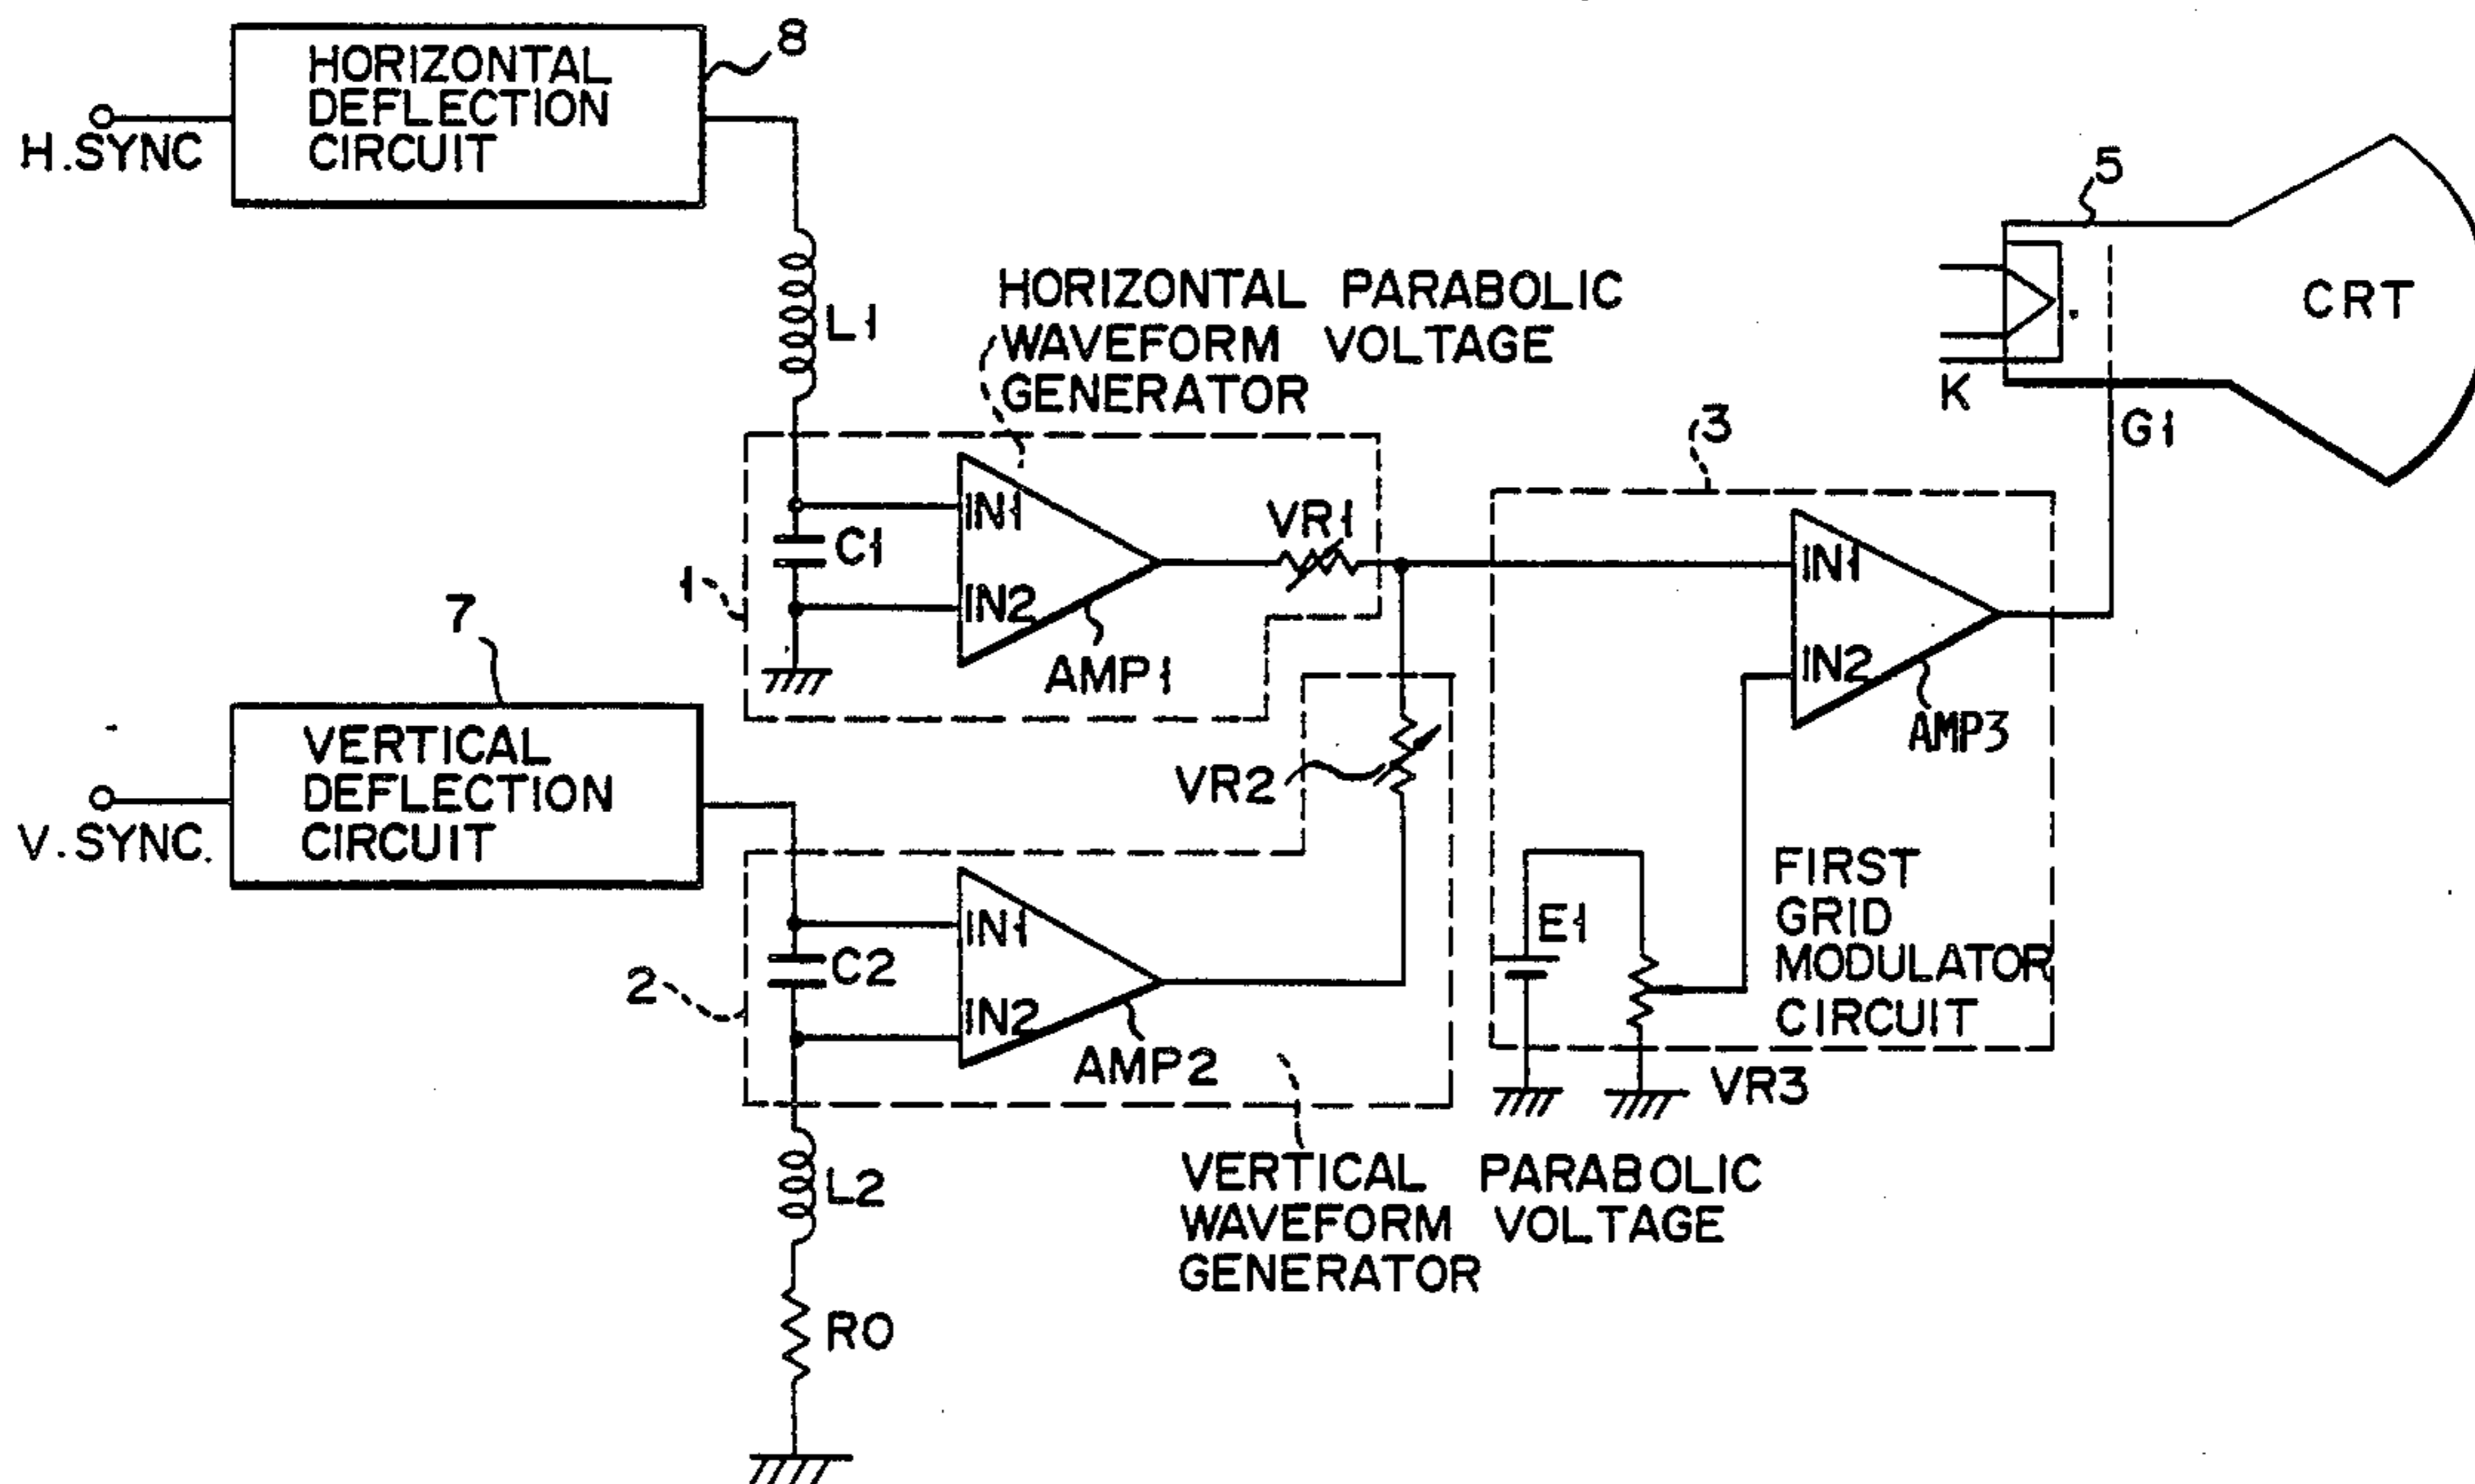 HORIZONTAL
DEFLECTION
CIRCUIT
8
H.SYNC
5
CRT
K
G1
L1
HORIZONTAL PARABOLIC
WAVEFORM VOLTAGE
GENERATOR
3
IN1
IN2
C1
1
AMP1
VR1
IN1
IN2
AMP3
7
VERTICAL
DEFLECTION
CIRCUIT
V.SYNC.
VR2
IN1
IN2
C2
2
AMP2
E1
FIRST
GRID
MODULATOR
CIRCUIT
VR3
L2
VERTICAL PARABOLIC
WAVEFORM VOLTAGE
GENERATOR
R0